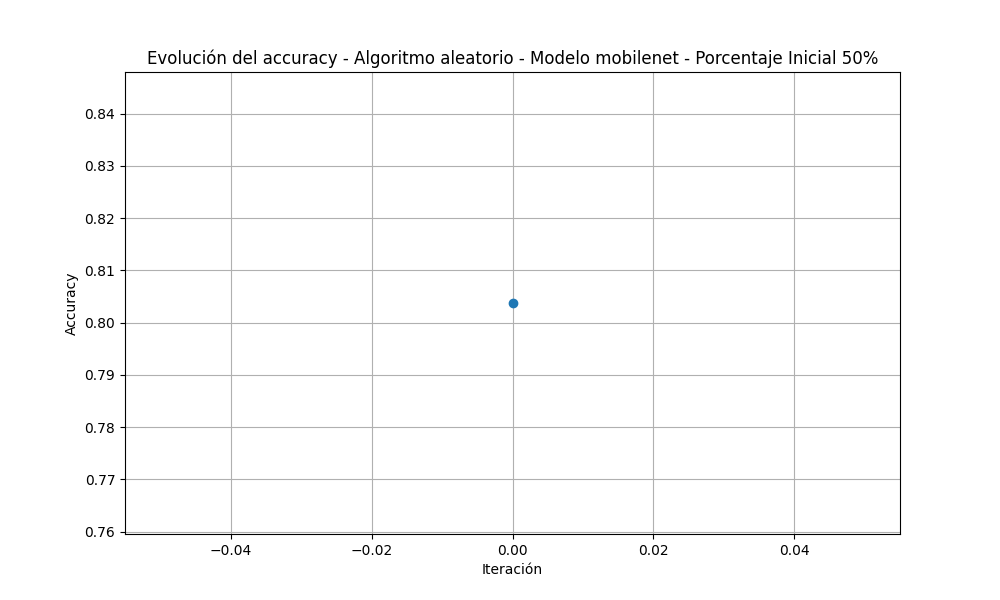 Evolución del accuracy - Algoritmo aleatorio - Modelo mobilenet - Porcentaje Inicial 50%
0.84
0.83
0.82
0.81
0.80
0.79
0.78
0.77
0.76
Accuracy
−0.04 −0.02 0.00 0.02 0.04
Iteración